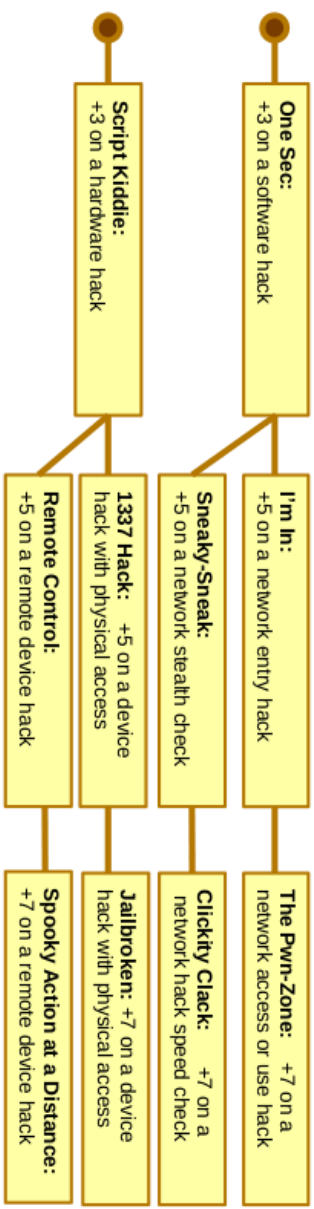 One Sec:
+3 on a software hack
I'm In:
+5 on a network entry hack
The Pwn-Zone: +7 on a
network access or use hack
Sneaky-Sneak:
+5 on a network stealth check
Clickity Clack: +7 on a
network hack speed check
Script Kiddie:
+3 on a hardware hack
1337 Hack: +5 on a device
hack with physical access
Jailbroken: +7 on a device
hack with physical access
Remote Control:
+5 on a remote device hack
Spooky Action at a Distance:
+7 on a remote device hack